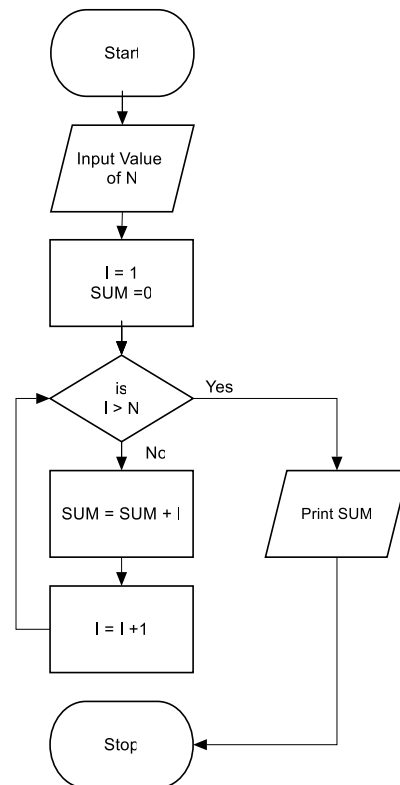 Start
Input Value
of N
I = 1
SUM =0
is
I > N
Yes
No
SUM = SUM + I
Print SUM
I = I +1
Stop